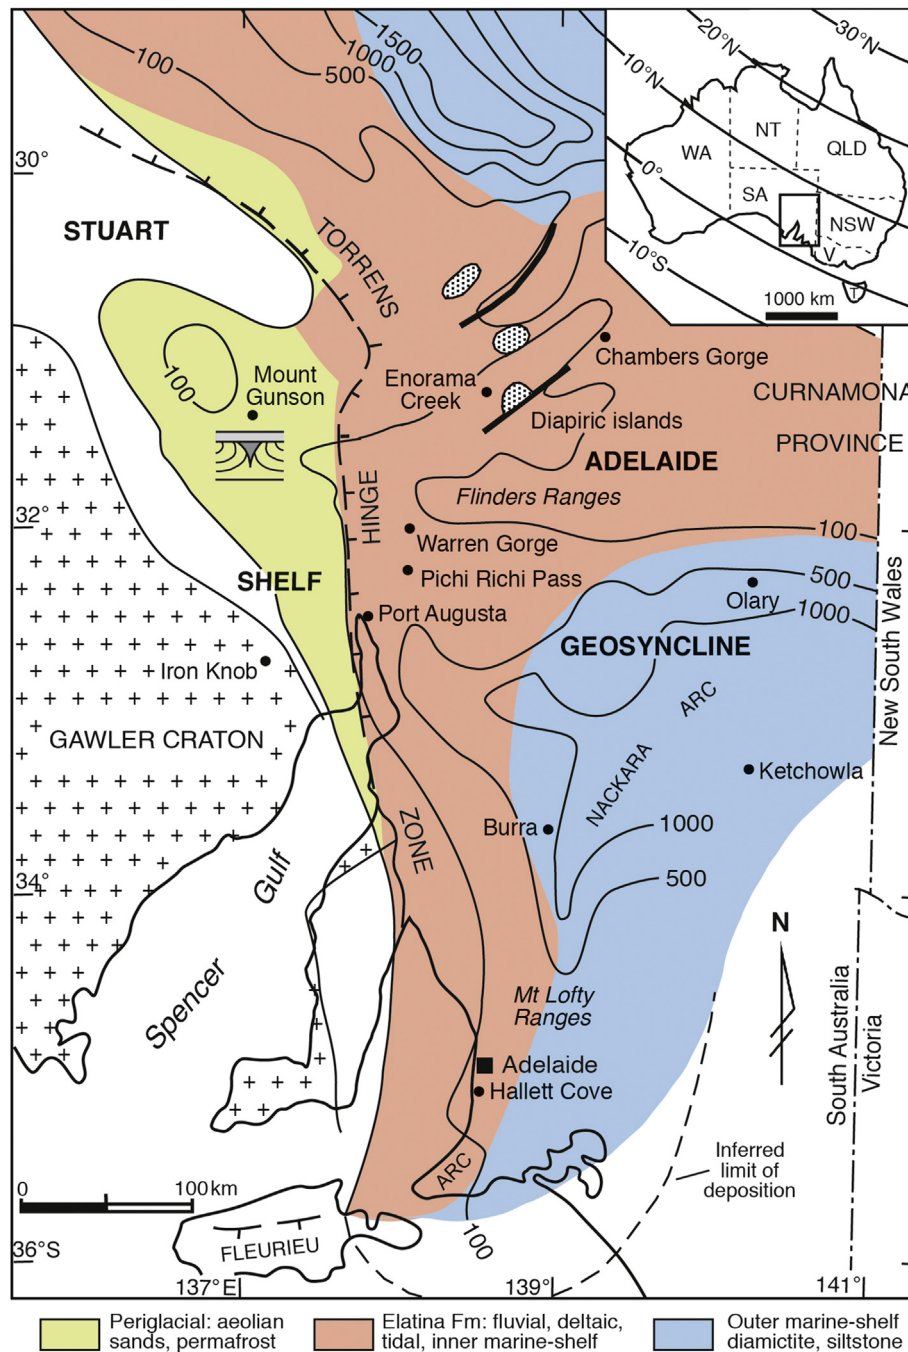 100
1500
1000
500
30°
STUART
TORRENS
100
Mount
Gunson
Enorama
Creek
Chambers Gorge
Diapiric islands
CURNAMONA
PROVINCE
ADELAIDE
Flinders Ranges
32°
HINGE
Warren Gorge
100
Pichi Richi Pass
SHELF
Port Augusta
500
Olary
1000
GEOSYNCLINE
Iron Knob
NACKARA
ARC
GAWLER CRATON
Ketchowla
New South Wales
ZONE
Burra
1000
500
34°
Spencer
Gulf
N
Mt Lofty
Ranges
Adelaide
Hallett Cove
South Australia
Victoria
Inferred
limit of
deposition
FLEURIEU
ARC
100
0
100 km
36°S
137°E
139°
141°
30°N
20°N
10°N
0°
10°S
WA
NT
QLD
SA
NSW
V
T
1000 km
Periglacial: aeolian
sands, permafrost
Elatina Fm: fluvial, deltaic,
tidal, inner marine-shelf
Outer marine-shelf
diamictite, siltstone